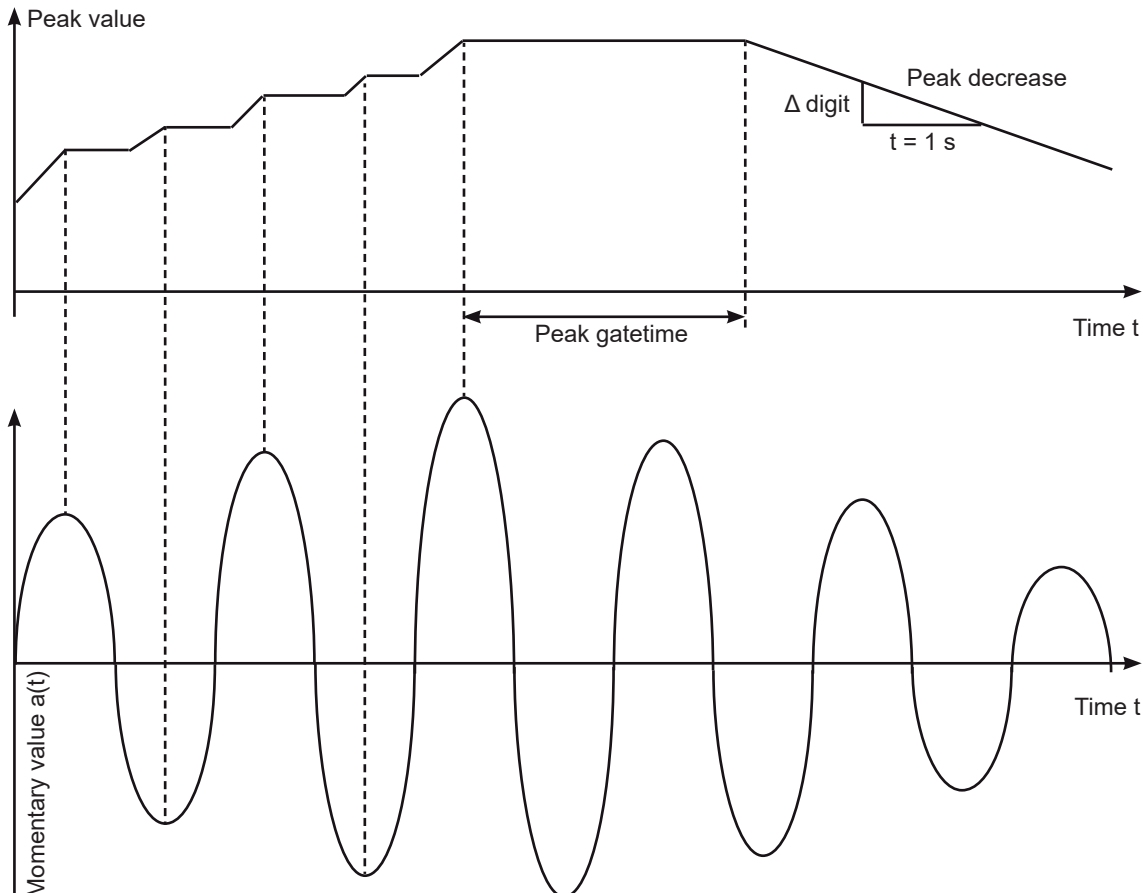 Peak value
Peak decrease
Δ digit
t = 1 s
Time t
Peak gatetime
Momentary value a(t)
Time t